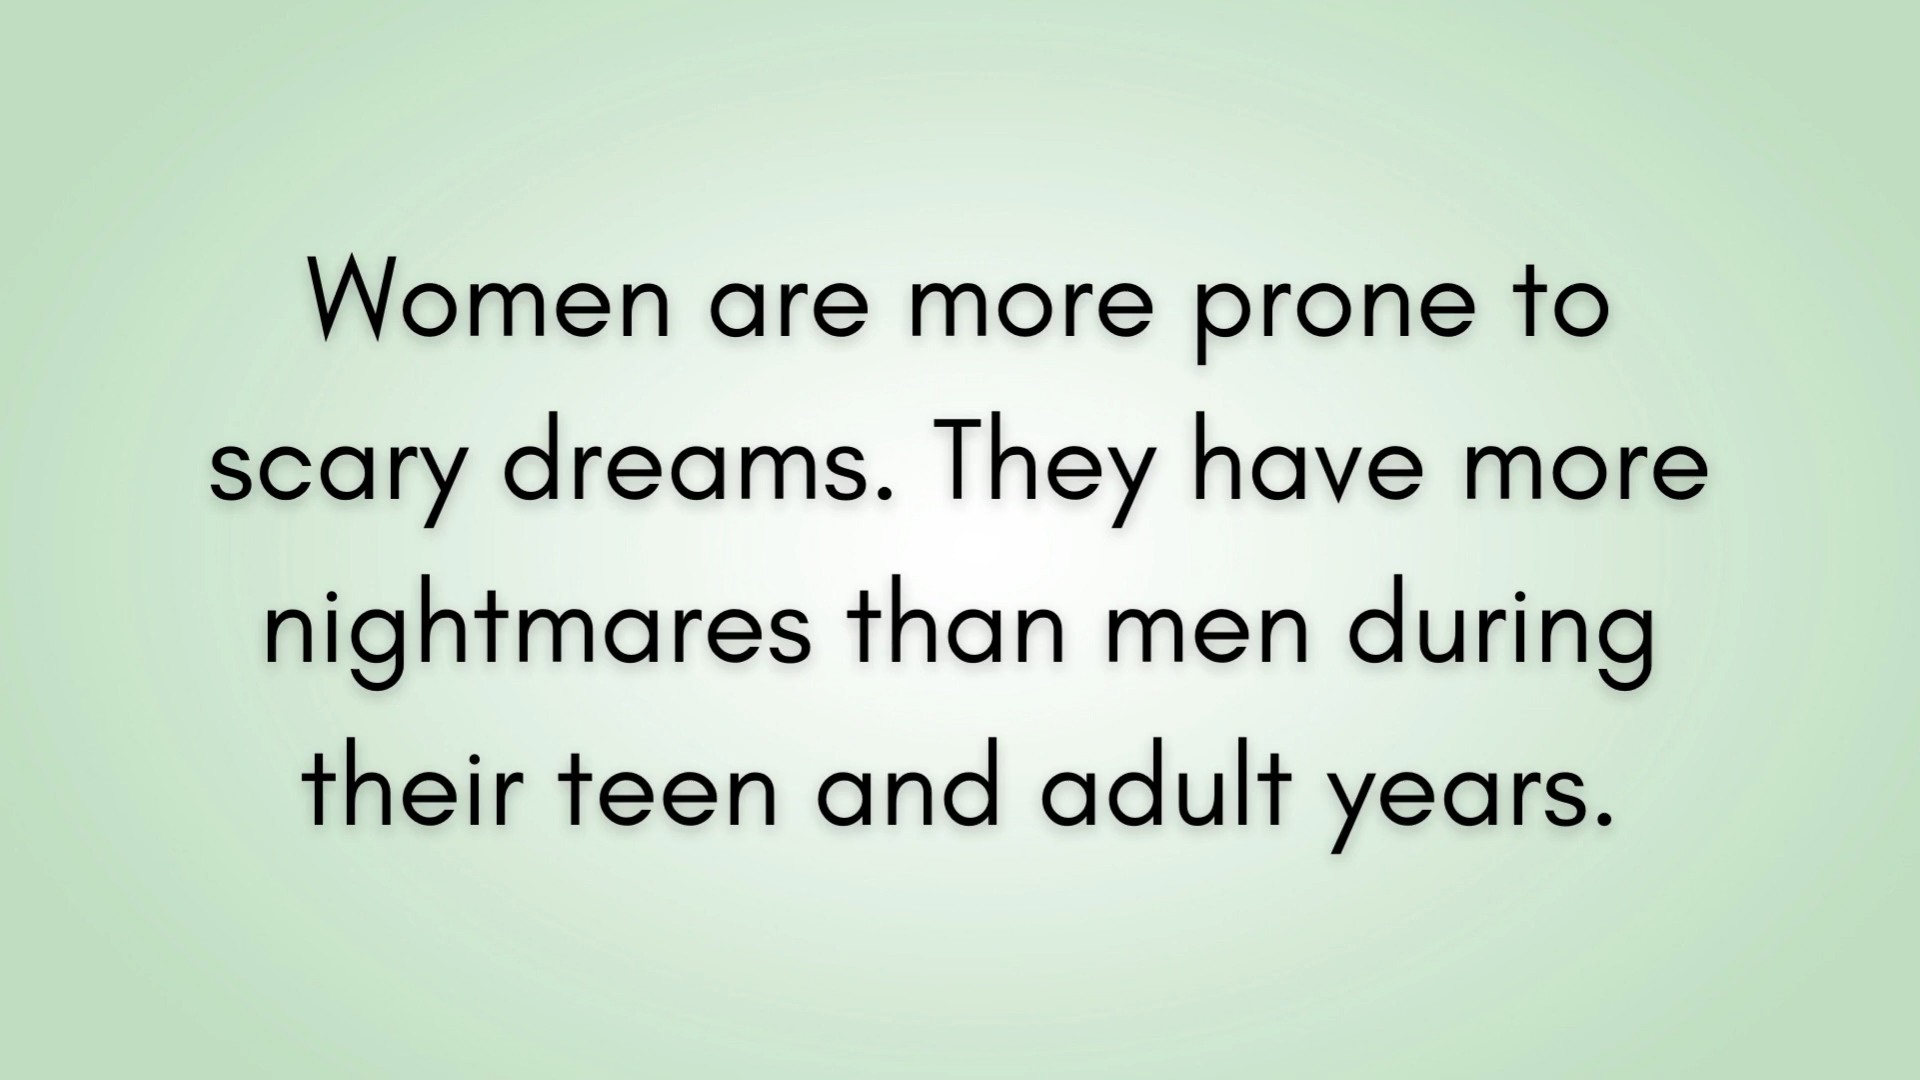 Women are more prone to
scary dreams. They have more
nightmares than men during
their teen and adult years.